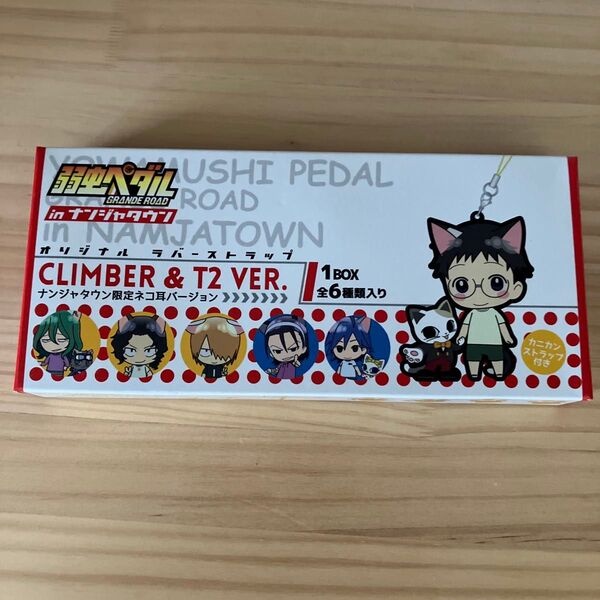 YOWAMUSHI PEDAL
GRANDE ROAD
in NAMJATOWN
弱虫ペダル
GRANDE ROAD
in ナンジャタウン
オリジナル ラバーストラップ
CLIMBER & T2 VER.
ナンジャタウン限定ネコ耳バージョン
1BOX
全6種類入り
カニカン
ストラップ
付き